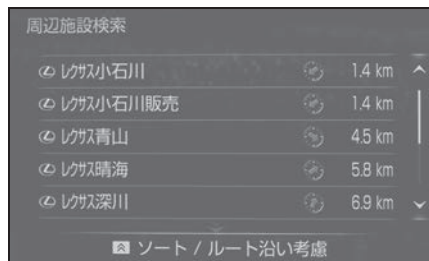 周辺施設検索
レクサス小石川 1.4 km
レクサス小石川販売 1.4 km
レクサス青山 4.5 km
レクサス晴海 5.8 km
レクサス深川 6.9 km
ソート / ルート沿い考慮